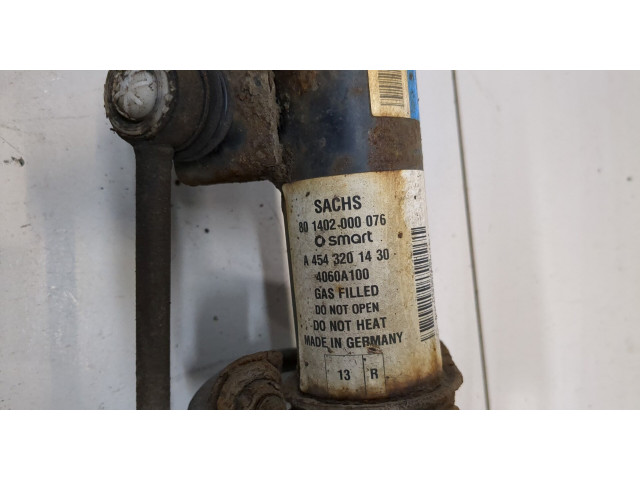 SACHS
80 1402-000 076
smart
A 454 320 14 30
4060A100
GAS FILLED
DO NOT OPEN
DO NOT HEAT
MADE IN GERMANY
13 R